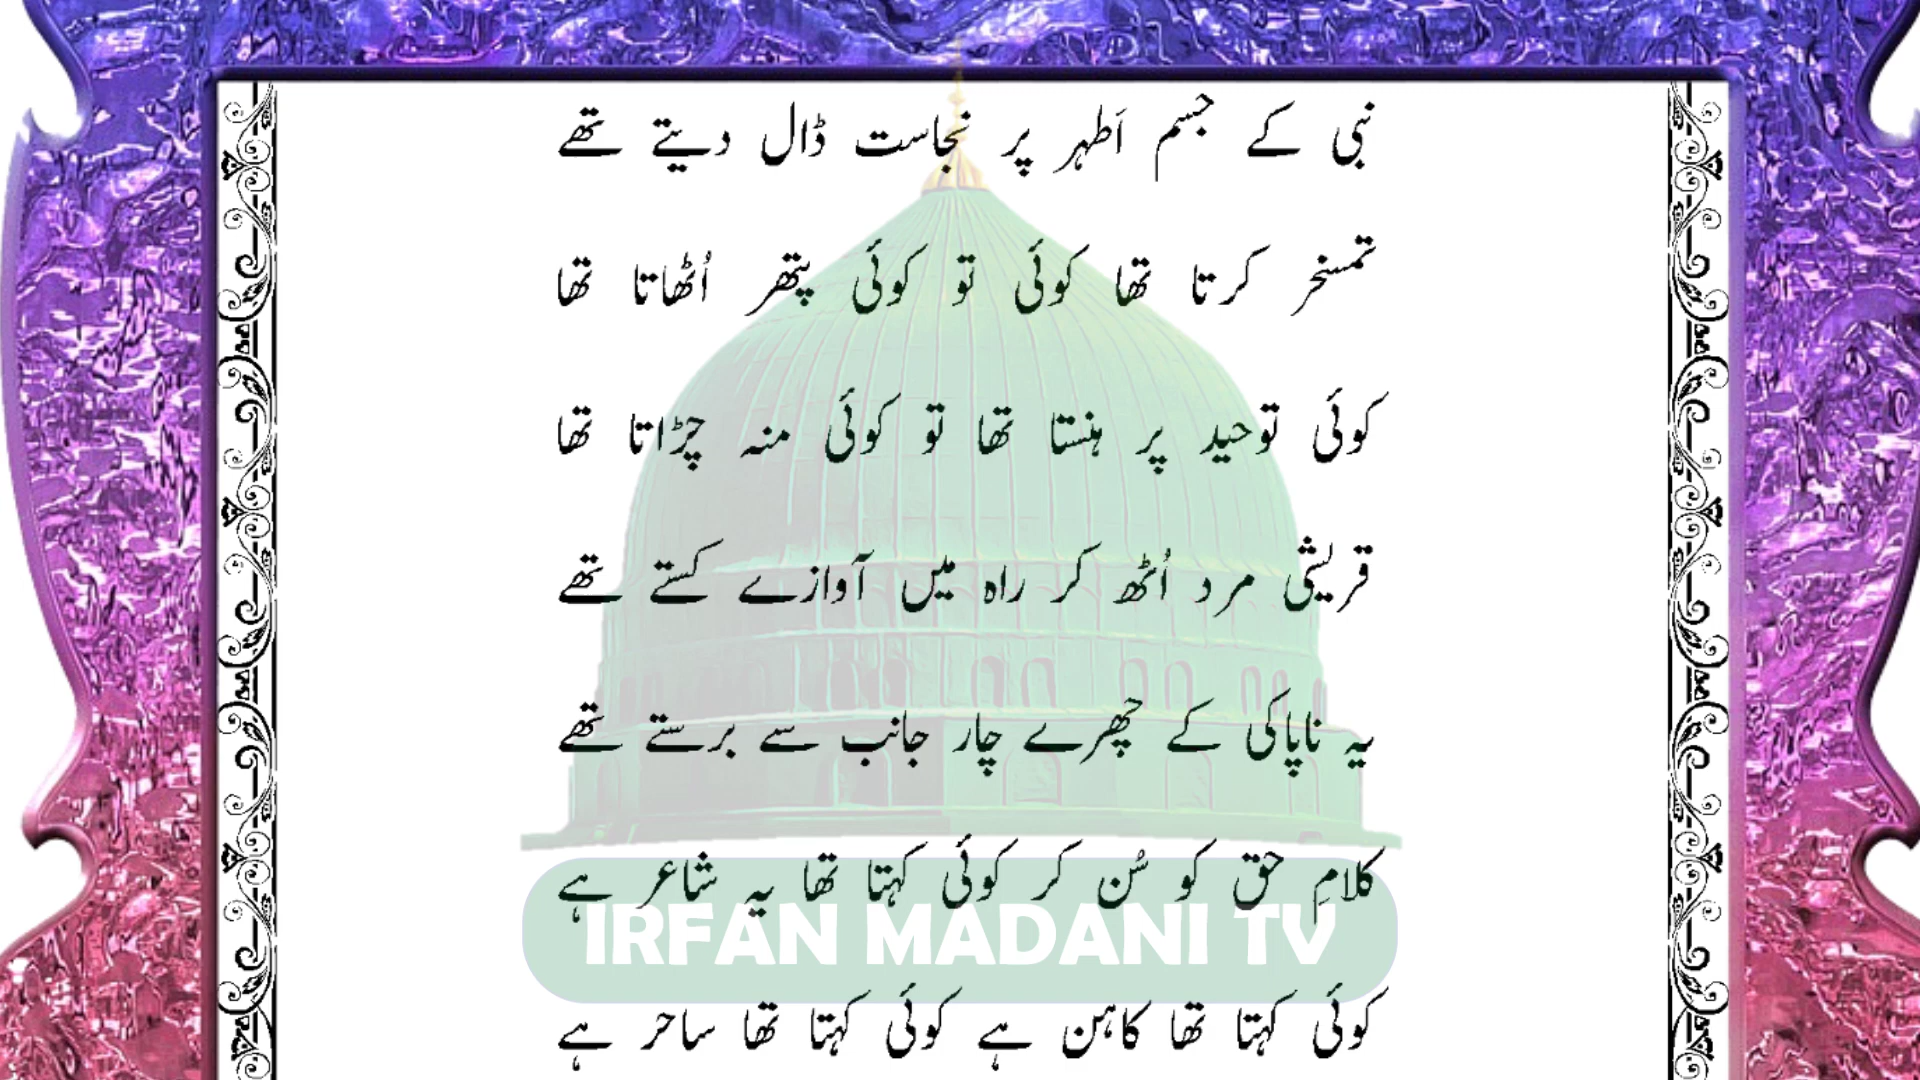 نبی کے جسم اَطہر پر نجاست ڈال دیتے تھے
تمسخر کرتا تھا کوئی تو کوئی پتھر اُٹھاتا تھا
کوئی توحید پر ہنستا تھا تو کوئی منہ چڑاتا تھا
قریشی مرد اُٹھ کر راہ میں آوازے کستے تھے
یہ ناپاکی کے چھرے چار جانب سے برستے تھے
کلامِ حق کو سُن کر کوئی کہتا تھا یہ شاعر ہے
IRFAN MADANI TV
کوئی کہتا تھا کاہن ہے کوئی کہتا تھا ساحر ہے